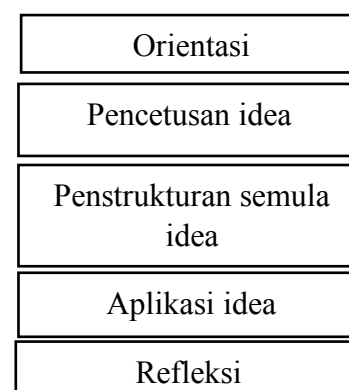 Orientasi
Pencetusan idea
Penstrukturan semula
idea
Aplikasi idea
Refleksi